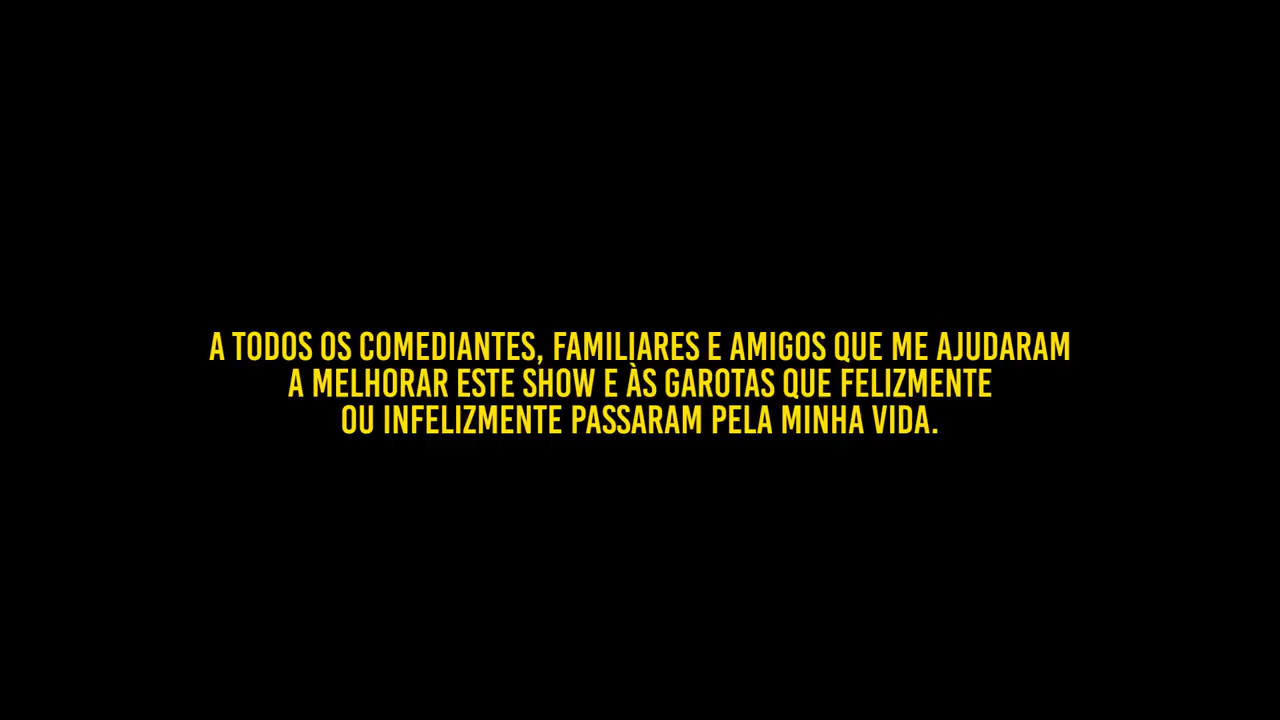 A TODOS OS COMEDIANTES, FAMILIARES E AMIGOS QUE ME AJUDARAM
A MELHORAR ESTE SHOW E ÀS GAROTAS QUE FELIZMENTE
OU INFELIZMENTE PASSARAM PELA MINHA VIDA.